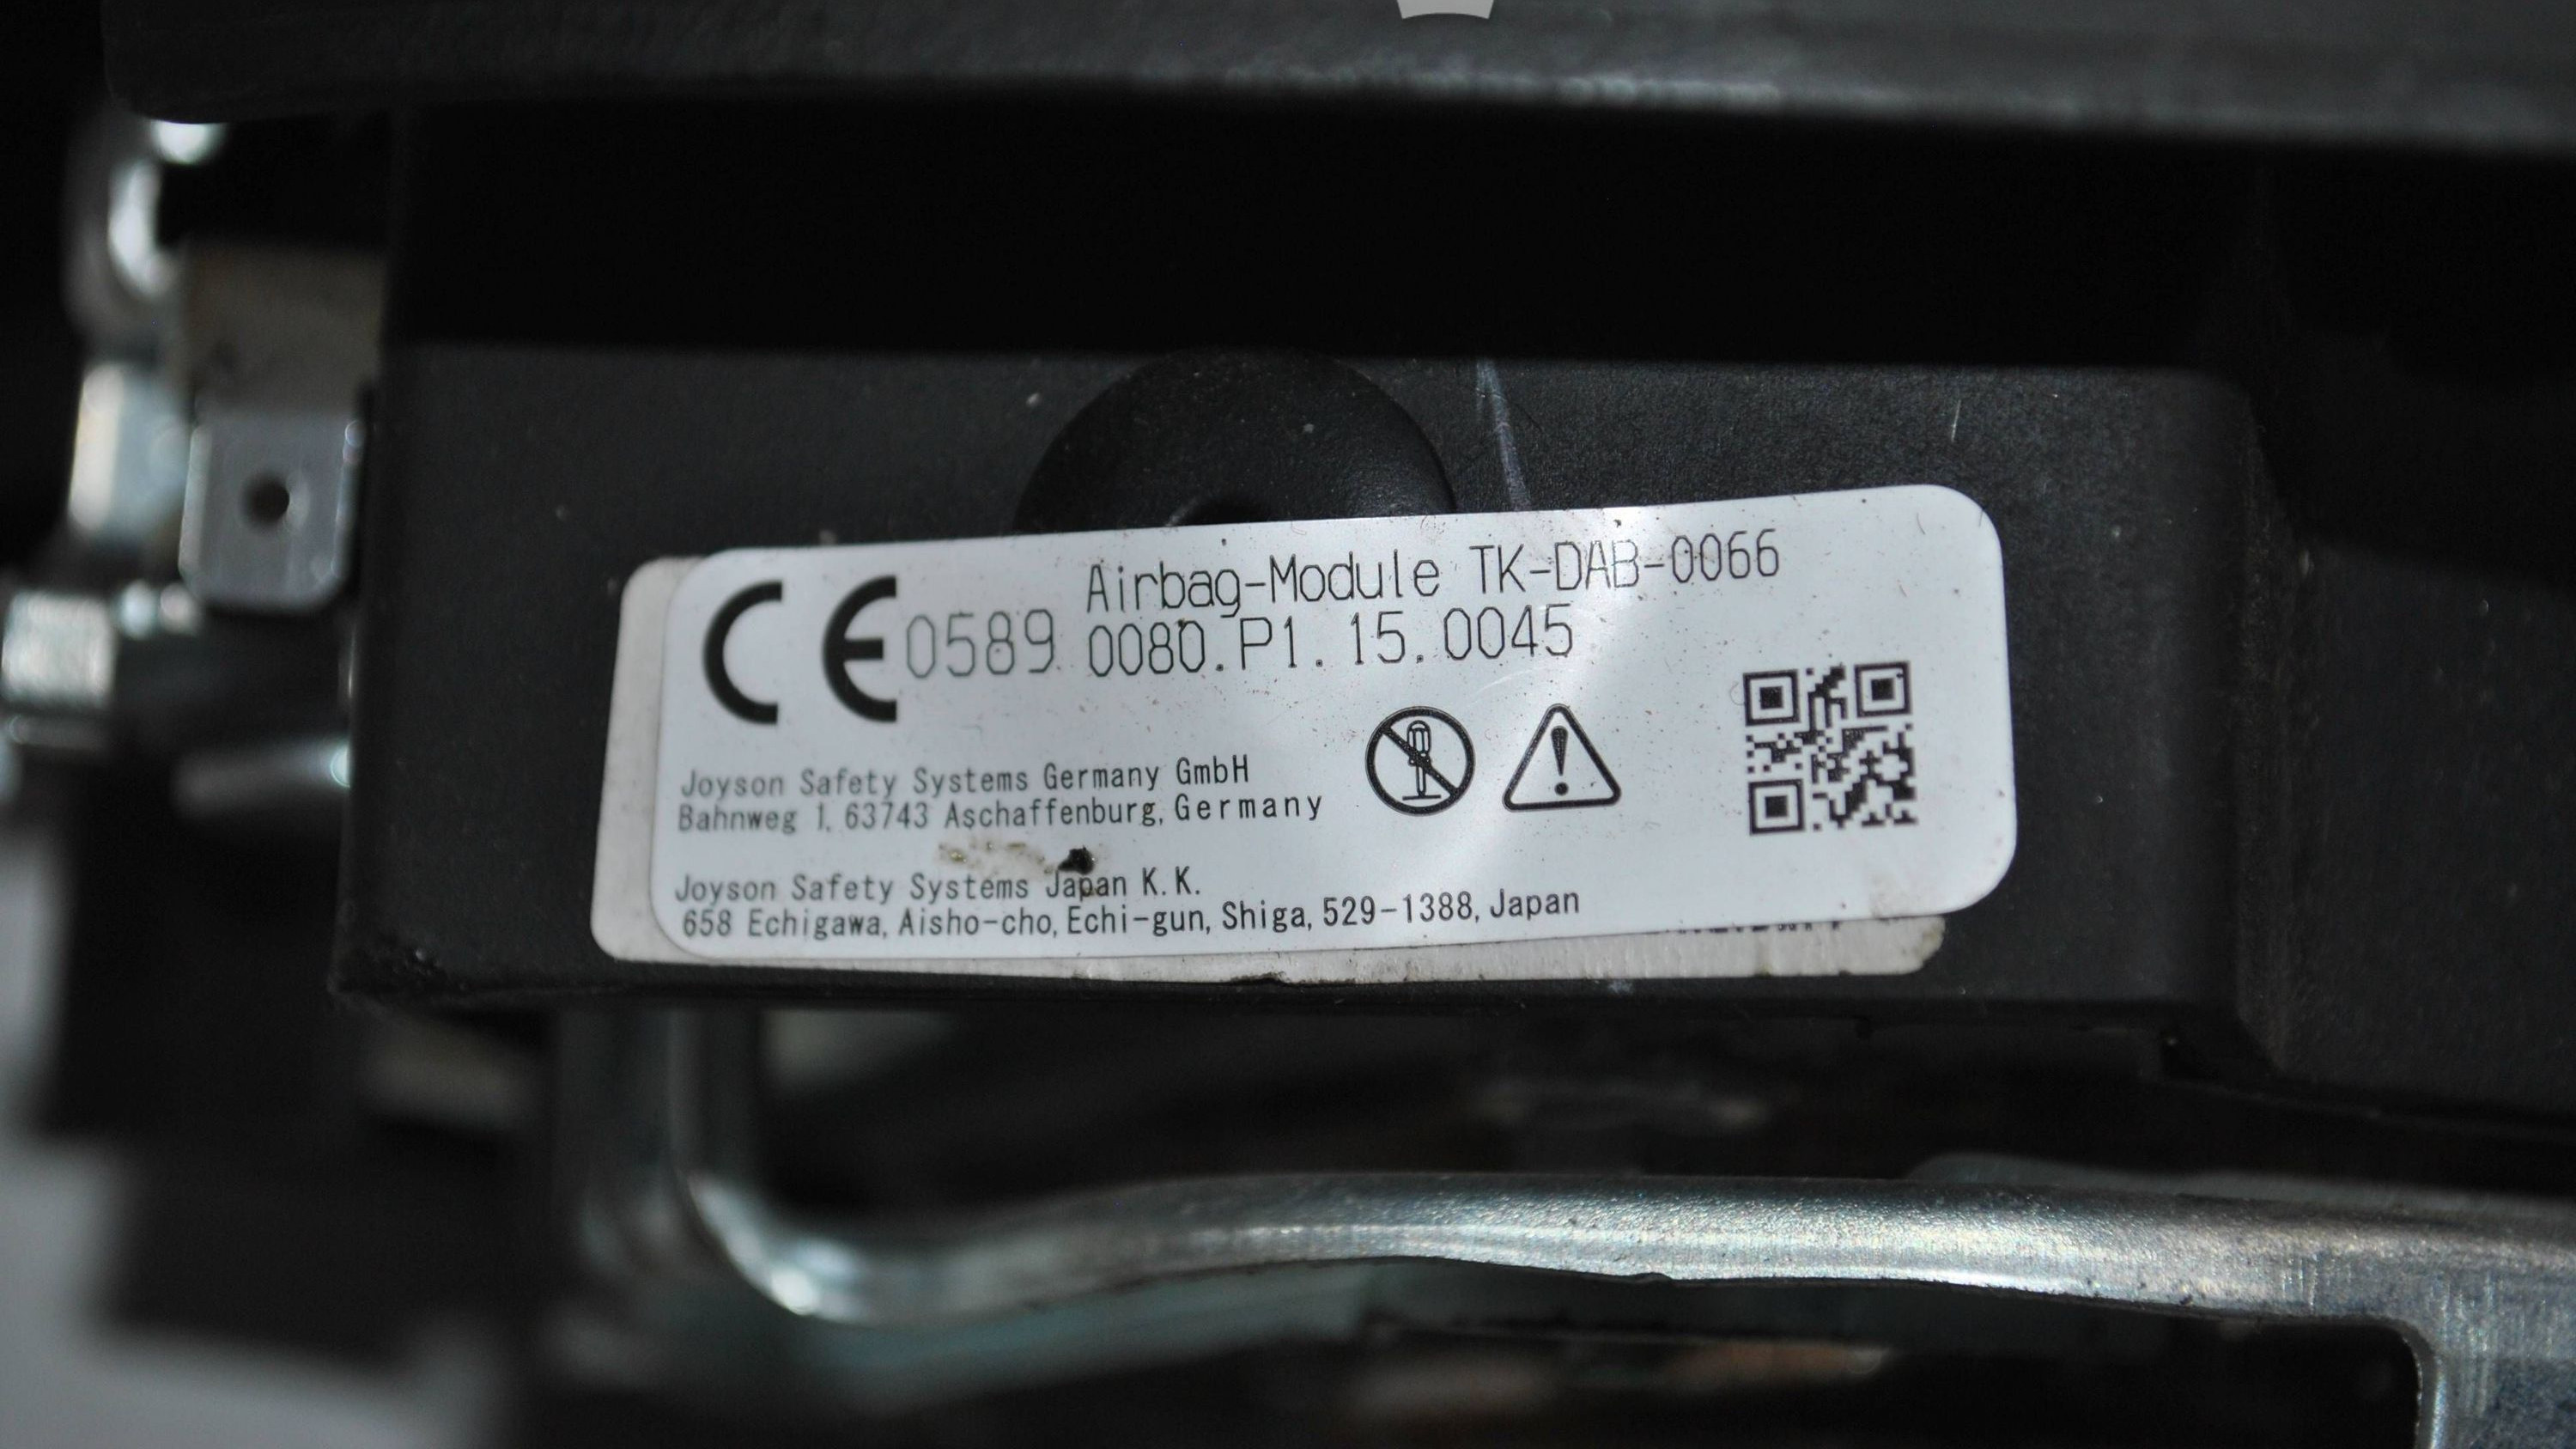 Airbag-Module TK-DAB-0066
CE 0589 0080.P1.15.0045
Joyson Safety Systems Germany GmbH
Bahnweg 1, 63743 Aschaffenburg, Germany
Joyson Safety Systems Japan K.K.
658 Echigawa, Aisho-cho, Echi-gun, Shiga, 529-1388, Japan